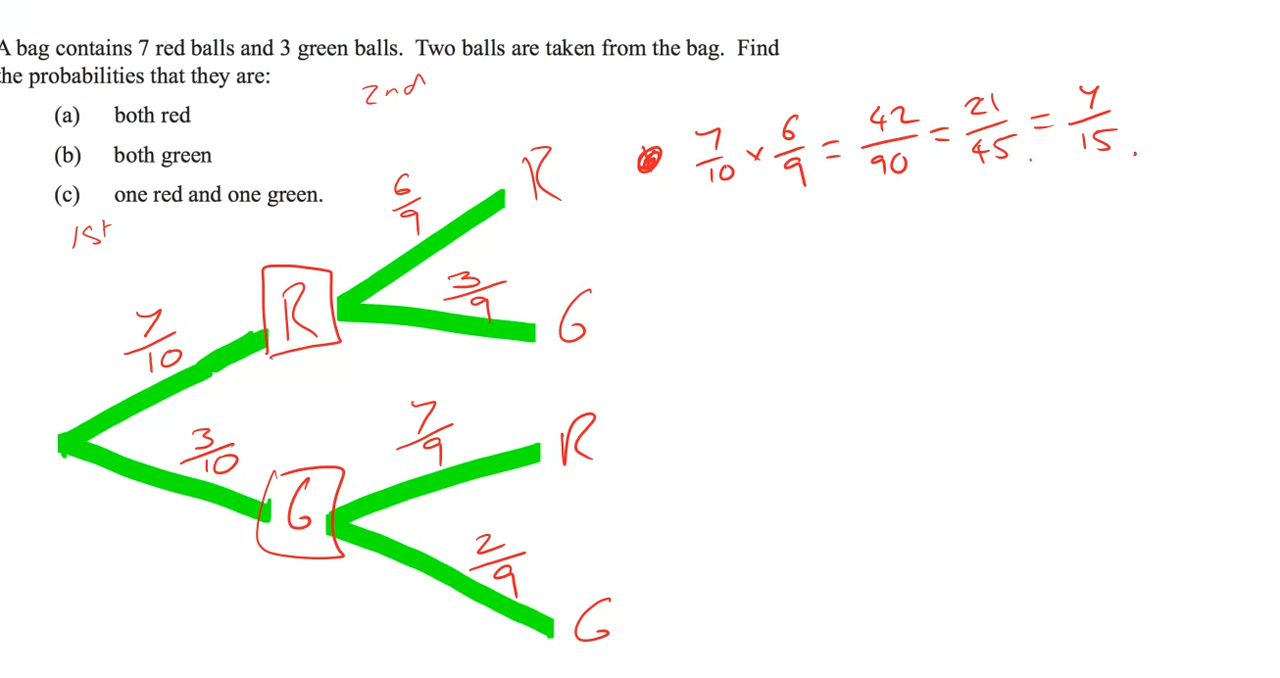 A bag contains 7 red balls and 3 green balls. Two balls are taken from the bag. Find
the probabilities that they are:
(a) both red
(b) both green
(c) one red and one green.
1st
2nd
7/10 × 6/9 = 42/90 = 21/45 = 7/15.
7/10
R
6/9
R
3/9
G
3/10
G
7/9
R
2/9
G